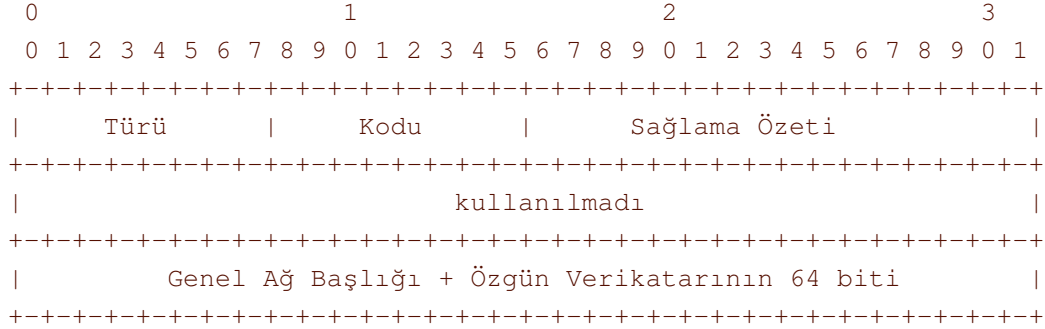 0                   1                   2                   3
0 1 2 3 4 5 6 7 8 9 0 1 2 3 4 5 6 7 8 9 0 1 2 3 4 5 6 7 8 9 0 1
+-+-+-+-+-+-+-+-+-+-+-+-+-+-+-+-+-+-+-+-+-+-+-+-+-+-+-+-+-+-+-+-+
|     Türü      |     Kodu      |      Sağlama Özeti            |
+-+-+-+-+-+-+-+-+-+-+-+-+-+-+-+-+-+-+-+-+-+-+-+-+-+-+-+-+-+-+-+-+
|                           kullanılmadı                        |
+-+-+-+-+-+-+-+-+-+-+-+-+-+-+-+-+-+-+-+-+-+-+-+-+-+-+-+-+-+-+-+-+
|         Genel Ağ Başlığı + Özgün Verikatarının 64 biti        |
+-+-+-+-+-+-+-+-+-+-+-+-+-+-+-+-+-+-+-+-+-+-+-+-+-+-+-+-+-+-+-+-+